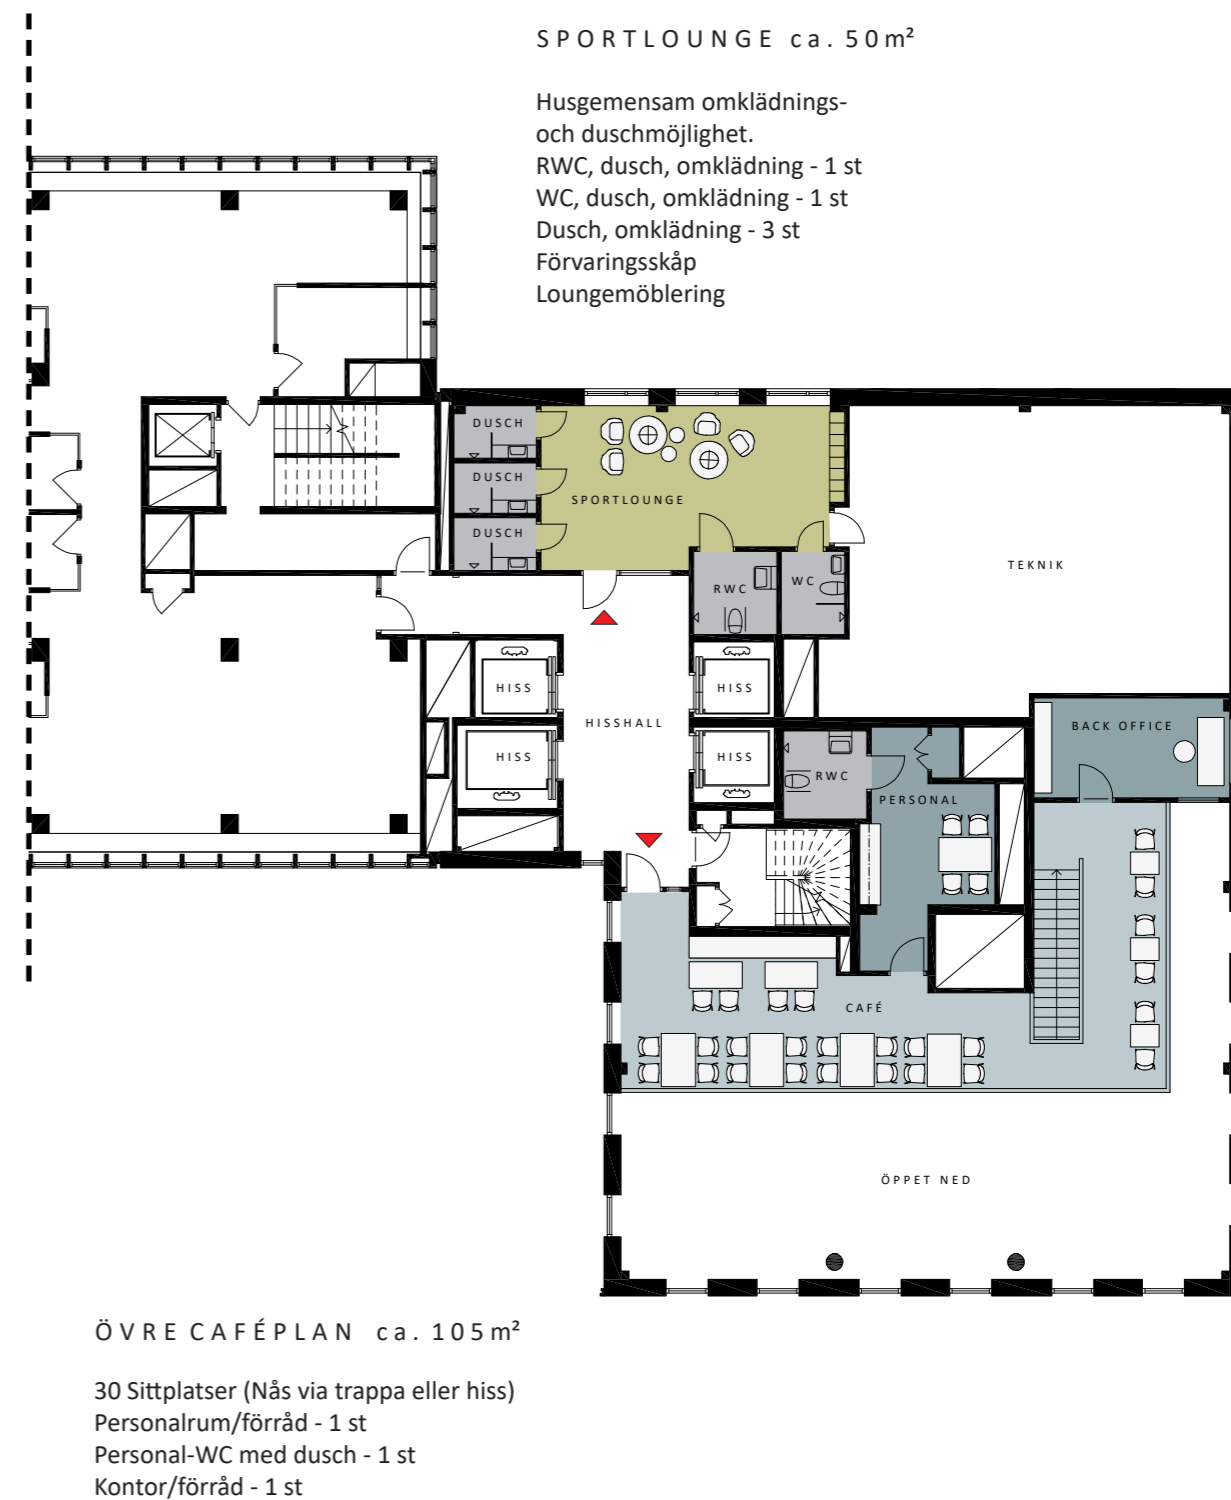 SPORTLOUNGE ca. 50m²
Husgemensam omklädnings-
och duschmöjlighet.
RWC, dusch, omklädning - 1 st
WC, dusch, omklädning - 1 st
Dusch, omklädning - 3 st
Förvaringsskåp
Loungemöblering
DUSCH
DUSCH
SPORTLOUNGE
DUSCH
TEKNIK
RWC
WC
HISS
HISS
HISSHALL
BACK OFFICE
HISS
HISS
RWC
PERSONAL
CAFÉ
ÖPPET NED
ÖVRE CAFÉPLAN ca. 105m²
30 Sittplatser (Nås via trappa eller hiss)
Personalrum/förråd - 1 st
Personal-WC med dusch - 1 st
Kontor/förråd - 1 st